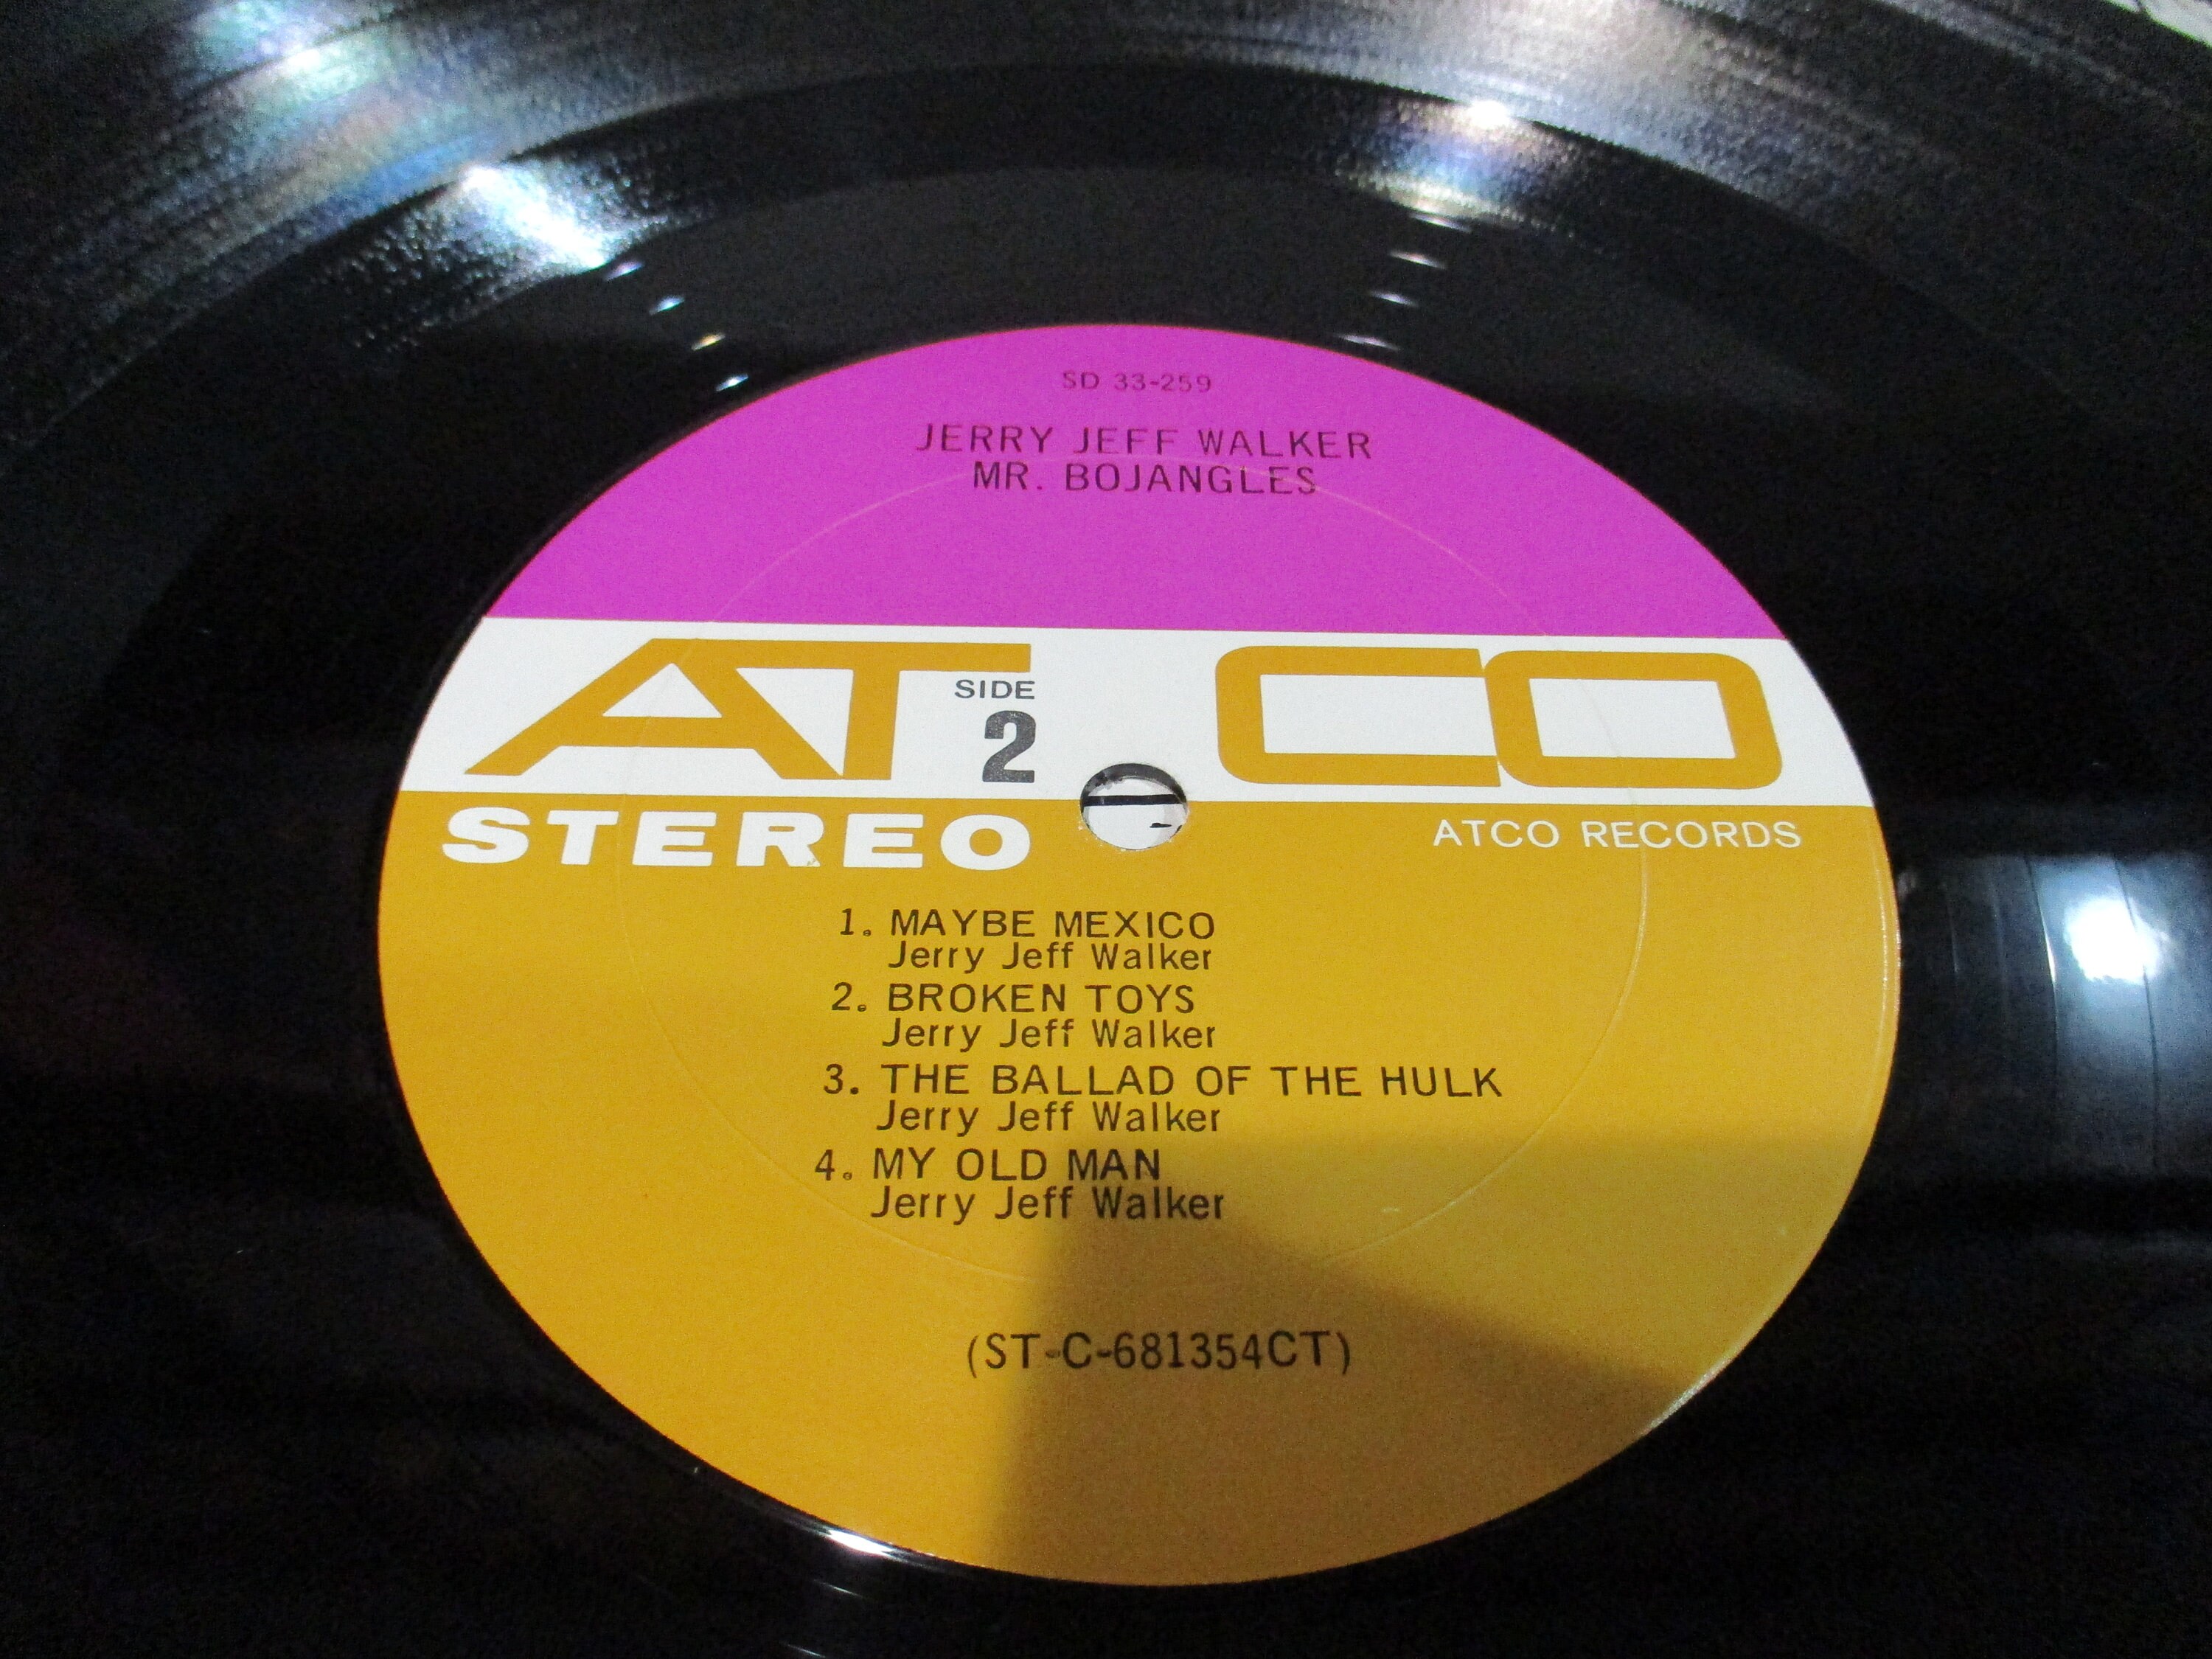 SD 33-259
JERRY JEFF WALKER
MR. BOJANGLES
ATCO
SIDE
2
STEREO
ATCO RECORDS
1. MAYBE MEXICO
Jerry Jeff Walker
2. BROKEN TOYS
Jerry Jeff Walker
3. THE BALLAD OF THE HULK
Jerry Jeff Walker
4. MY OLD MAN
Jerry Jeff Walker
(ST-C-681354CT)